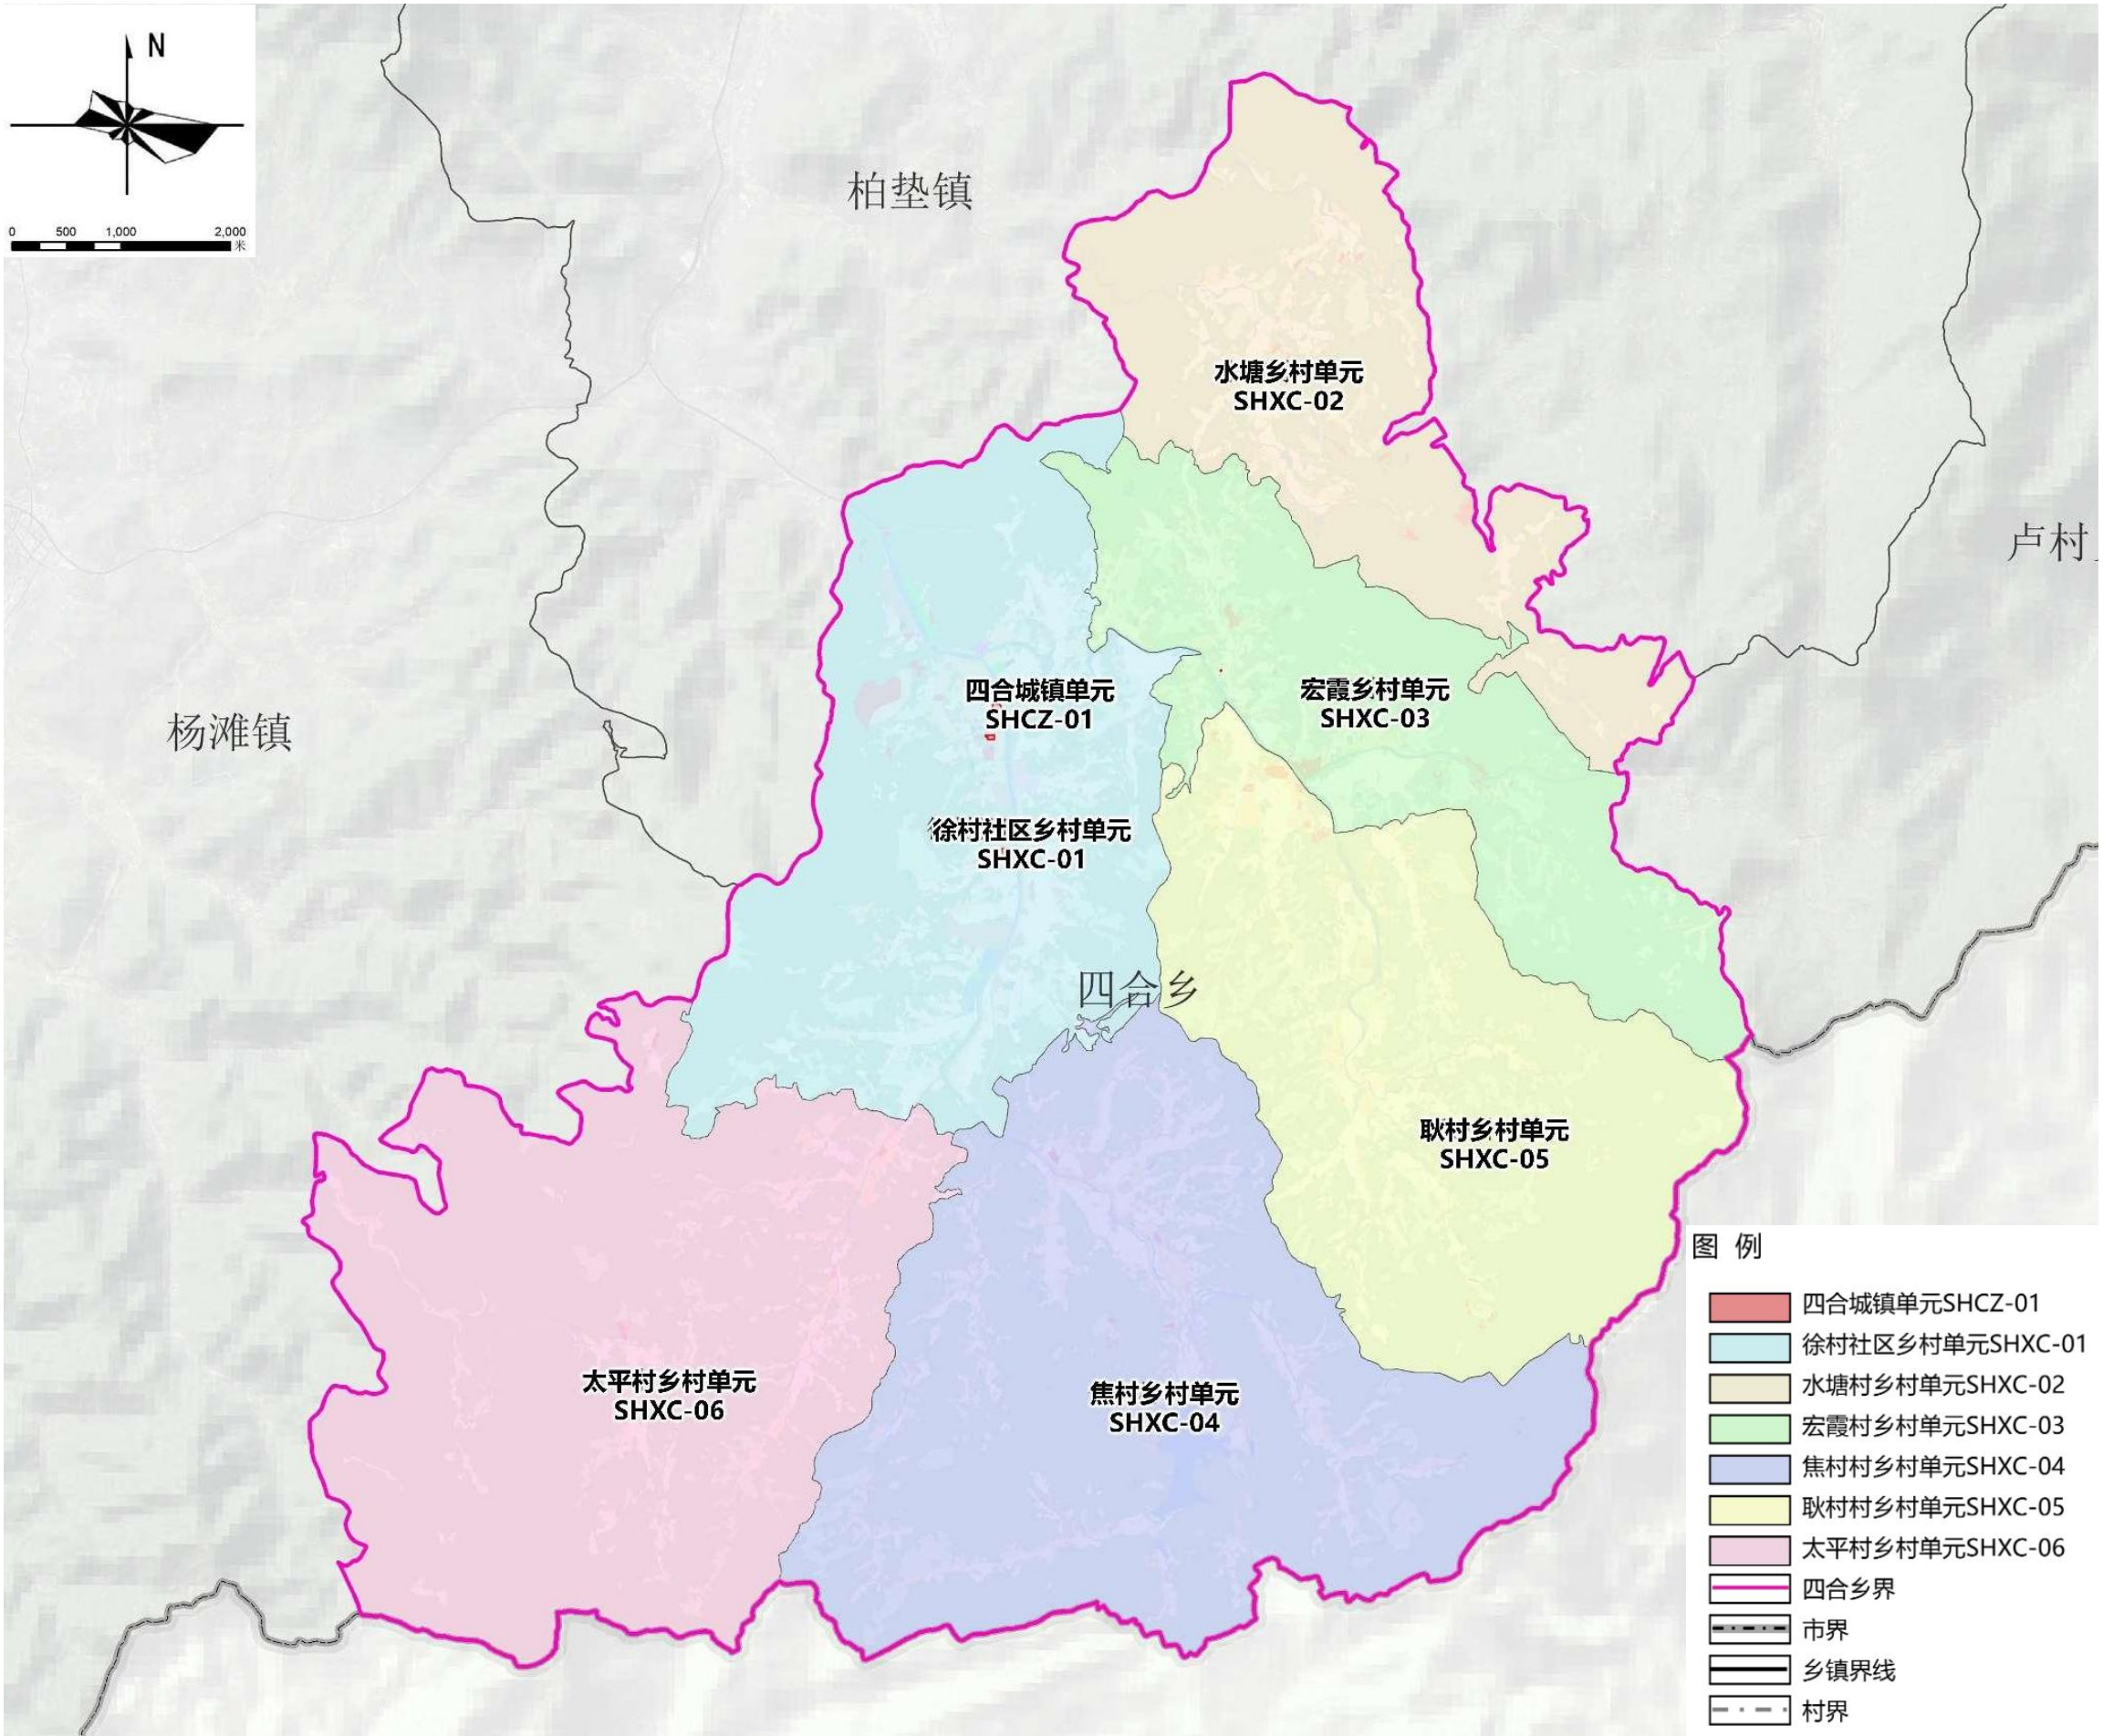 N
0 500 1,000 2,000
米
柏垫镇
水塘乡村单元
SHXC-02
卢村
四合城镇单元
SHCZ-01
宏霞乡村单元
SHXC-03
杨滩镇
徐村社区乡村单元
SHXC-01
四合乡
耿村乡村单元
SHXC-05
太平村乡村单元
SHXC-06
焦村乡村单元
SHXC-04
图 例
四合城镇单元SHCZ-01
徐村社区乡村单元SHXC-01
水塘村乡村单元SHXC-02
宏霞村乡村单元SHXC-03
焦村村乡村单元SHXC-04
耿村村乡村单元SHXC-05
太平村乡村单元SHXC-06
四合乡界
市界
乡镇界线
村界